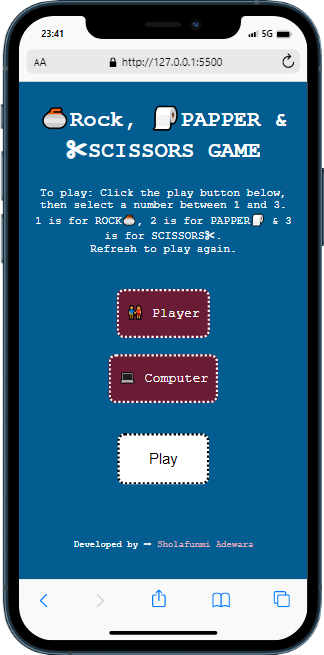 23:41
5G
AA
http://127.0.0.1:5500
Rock, PAPPER &
SCISSORS GAME
To play: Click the play button below,
then select a number between 1 and 3.
1 is for ROCK, 2 is for PAPPER & 3
is for SCISSORS.
Refresh to play again.
Player
Computer
Play
Developed by → Sholafunmi Adewara